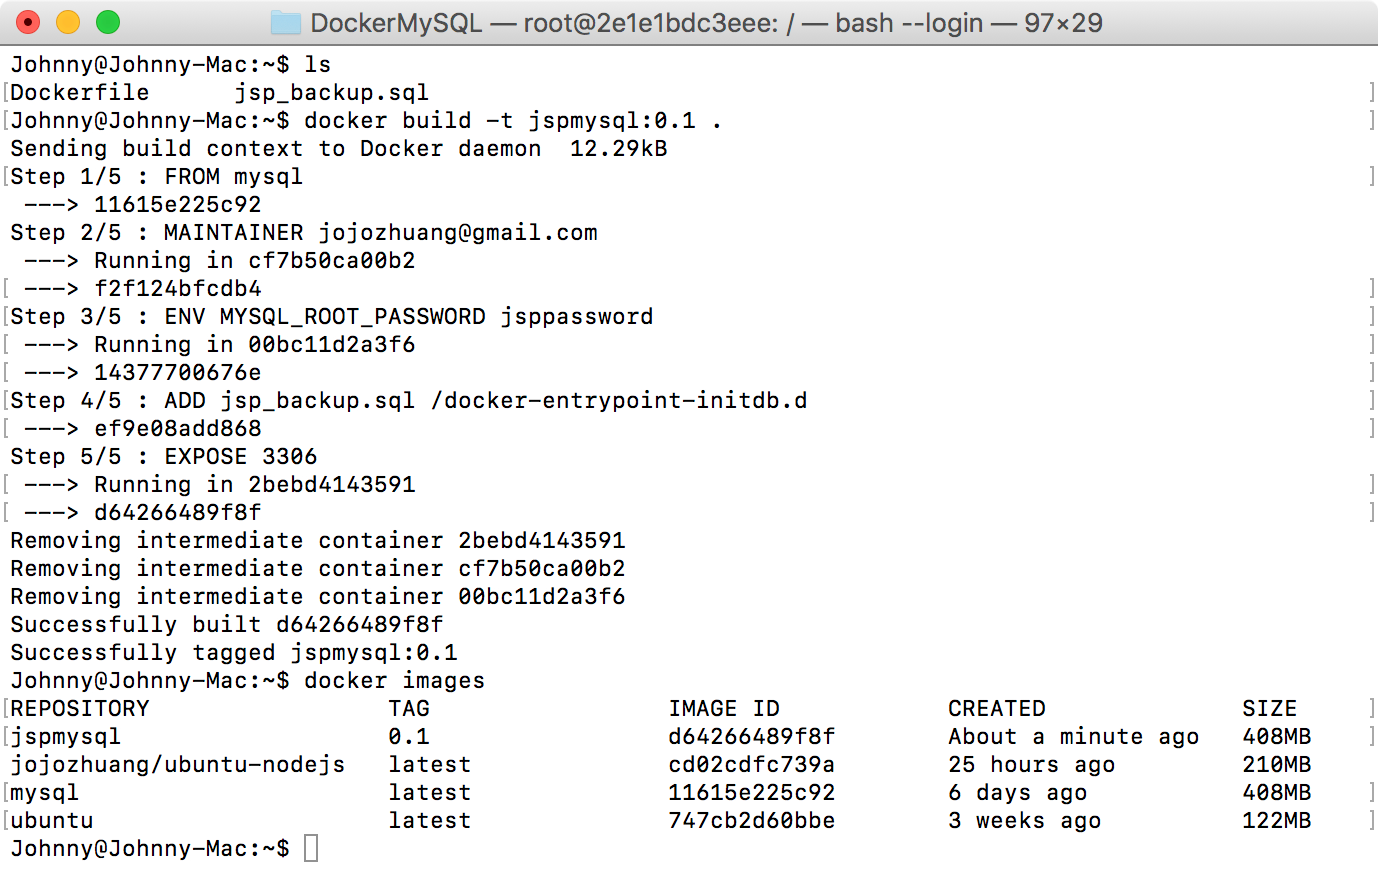 DockerMySQL — root@2e1e1bdc3eee: / — bash --login — 97×29
Johnny@Johnny-Mac:~$ ls
Dockerfile      jsp_backup.sql
Johnny@Johnny-Mac:~$ docker build -t jspmysql:0.1 .
Sending build context to Docker daemon  12.29kB
Step 1/5 : FROM mysql
 ---> 11615e225c92
Step 2/5 : MAINTAINER jojozhuang@gmail.com
 ---> Running in cf7b50ca00b2
 ---> f2f124bfcdb4
Step 3/5 : ENV MYSQL_ROOT_PASSWORD jsppassword
 ---> Running in 00bc11d2a3f6
 ---> 14377700676e
Step 4/5 : ADD jsp_backup.sql /docker-entrypoint-initdb.d
 ---> ef9e08add868
Step 5/5 : EXPOSE 3306
 ---> Running in 2bebd4143591
 ---> d64266489f8f
Removing intermediate container 2bebd4143591
Removing intermediate container cf7b50ca00b2
Removing intermediate container 00bc11d2a3f6
Successfully built d64266489f8f
Successfully tagged jspmysql:0.1
Johnny@Johnny-Mac:~$ docker images
REPOSITORY                 TAG                 IMAGE ID            CREATED              SIZE
jspmysql                   0.1                 d64266489f8f        About a minute ago   408MB
jojozhuang/ubuntu-nodejs   latest              cd02cdfc739a        25 hours ago         210MB
mysql                      latest              11615e225c92        6 days ago           408MB
ubuntu                     latest              747cb2d60bbe        3 weeks ago          122MB
Johnny@Johnny-Mac:~$